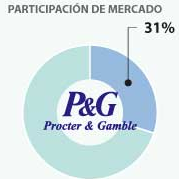 PARTICIPACIÓN DE MERCADO
31%
P&G
Procter & Gamble